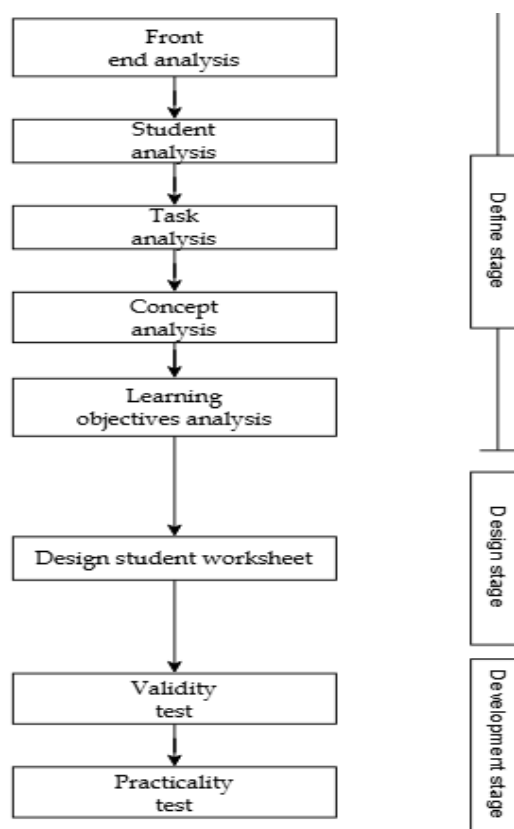 Front
end analysis
Student
analysis
Task
analysis
Concept
analysis
Learning
objectives analysis
Design student worksheet
Validity
test
Practicality
test
Define stage
Design stage
Development stage